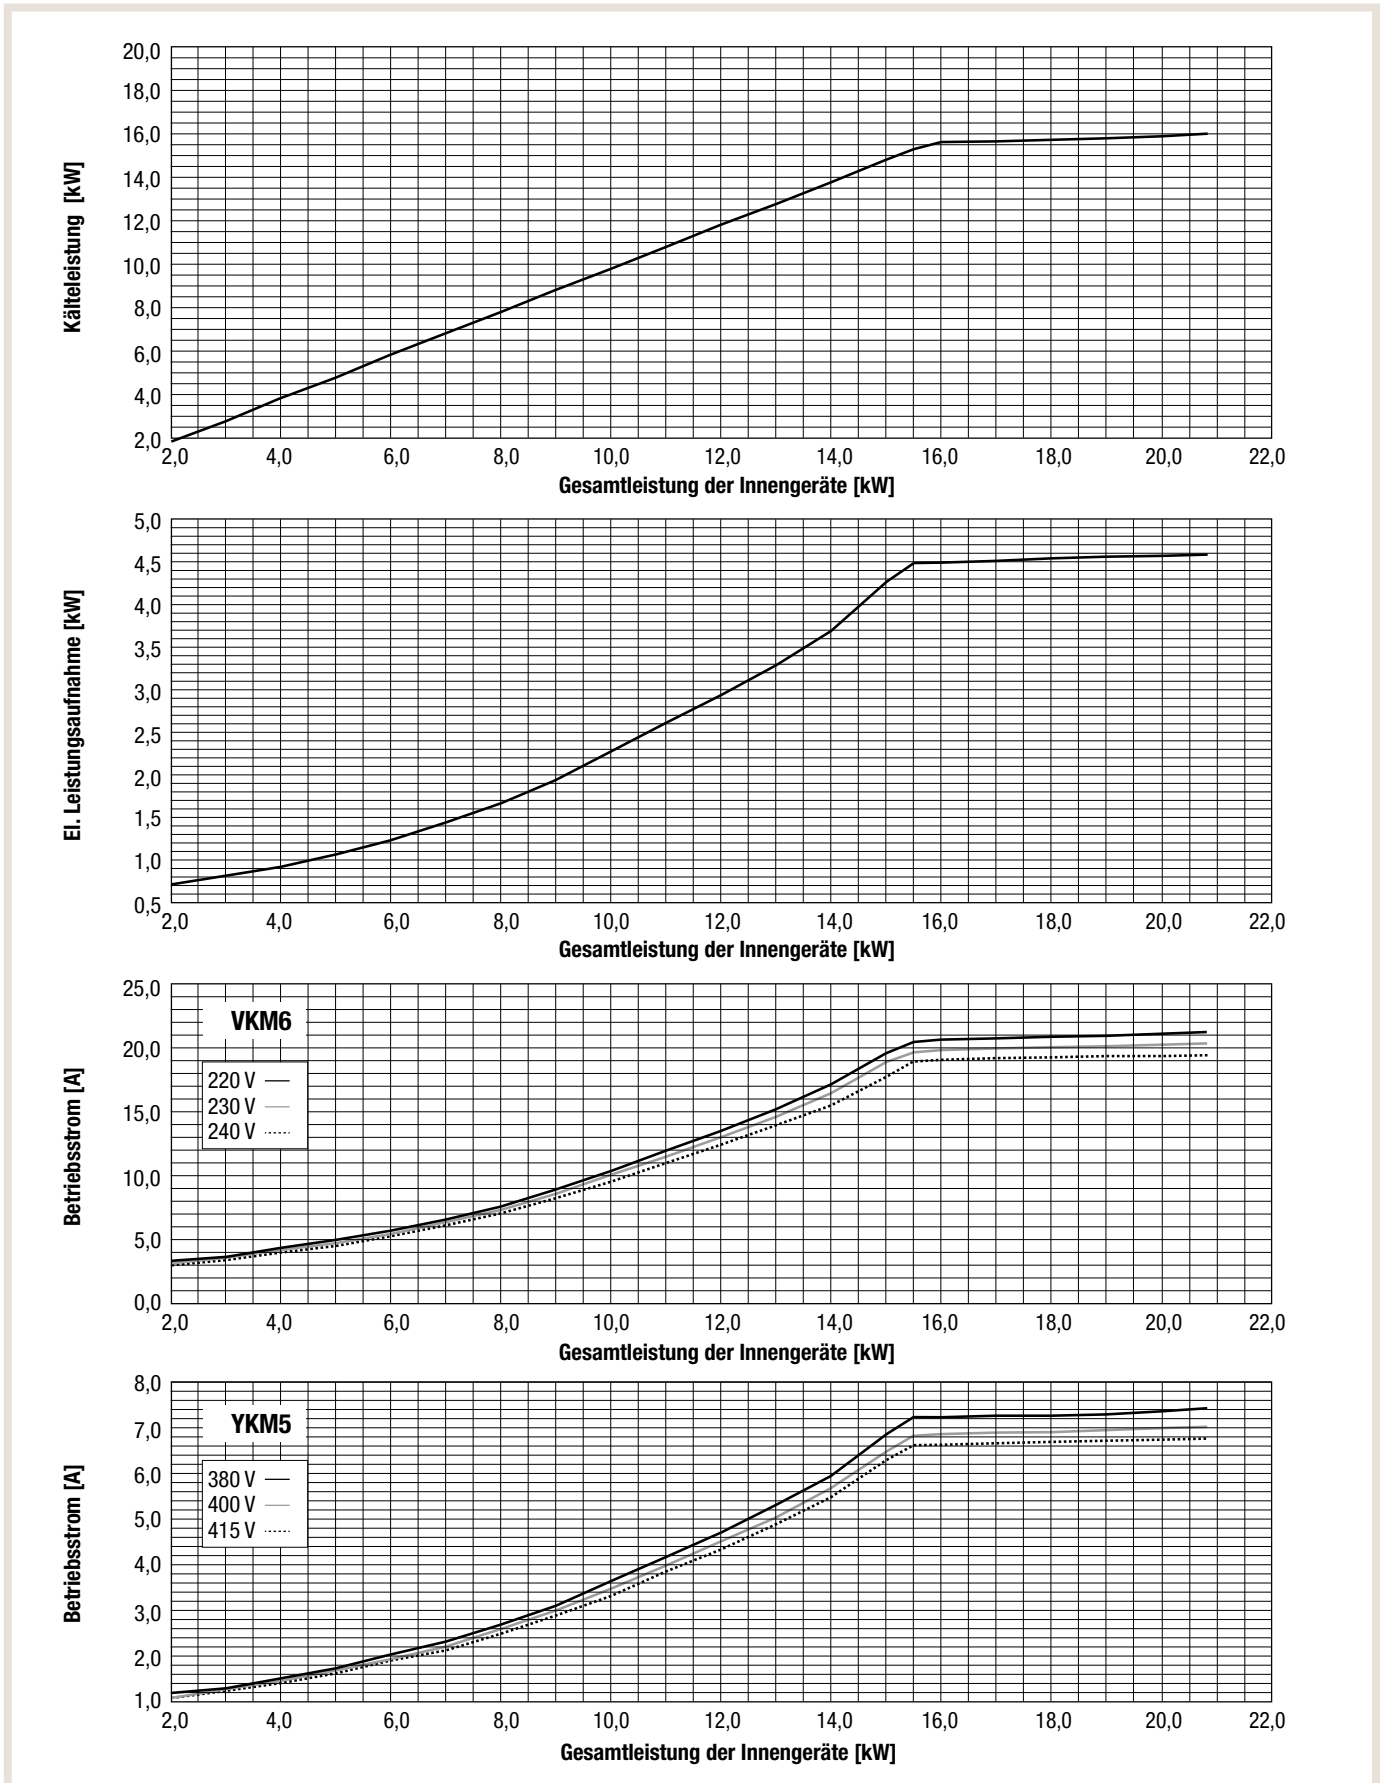 20,0
18,0
16,0
14,0
12,0
10,0
8,0
6,0
4,0
2,0
Kälteleistung [kW]
2,0 4,0 6,0 8,0 10,0 12,0 14,0 16,0 18,0 20,0 22,0
Gesamtleistung der Innengeräte [kW]
5,0
4,5
4,0
3,5
3,0
2,5
2,0
1,5
1,0
0,5
El. Leistungsaufnahme [kW]
2,0 4,0 6,0 8,0 10,0 12,0 14,0 16,0 18,0 20,0 22,0
Gesamtleistung der Innengeräte [kW]
25,0
20,0
15,0
10,0
5,0
0,0
Betriebsstrom [A]
VKM6
220 V
230 V
240 V
2,0 4,0 6,0 8,0 10,0 12,0 14,0 16,0 18,0 20,0 22,0
Gesamtleistung der Innengeräte [kW]
8,0
7,0
6,0
5,0
4,0
3,0
2,0
1,0
Betriebsstrom [A]
YKM5
380 V
400 V
415 V
2,0 4,0 6,0 8,0 10,0 12,0 14,0 16,0 18,0 20,0 22,0
Gesamtleistung der Innengeräte [kW]